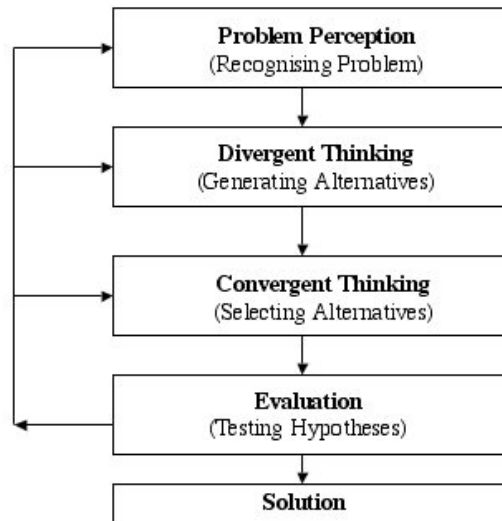 Problem Perception
(Recognising Problem)
Divergent Thinking
(Generating Alternatives)
Convergent Thinking
(Selecting Alternatives)
Evaluation
(Testing Hypotheses)
Solution